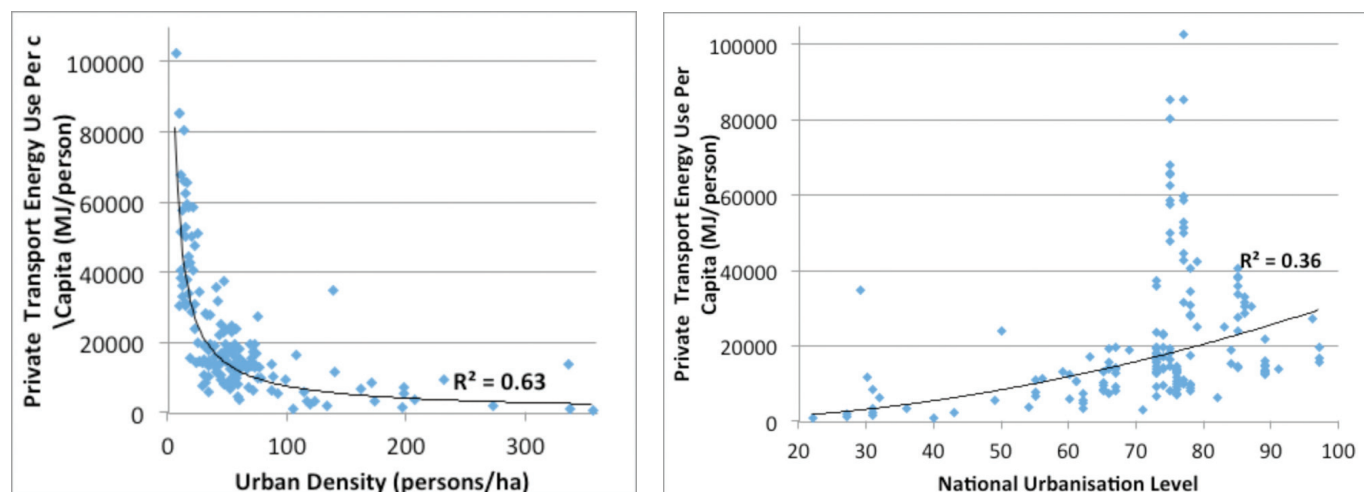 Private Transport Energy Use Per c
\Capita (MJ/person)
100000
80000
60000
40000
20000
0
R² = 0.63
0 100 200 300
Urban Density (persons/ha)
Private Transport Energy Use Per
Capita (MJ/person)
100000
80000
60000
40000
20000
0
R² = 0.36
20 30 40 50 60 70 80 90 100
National Urbanisation Level